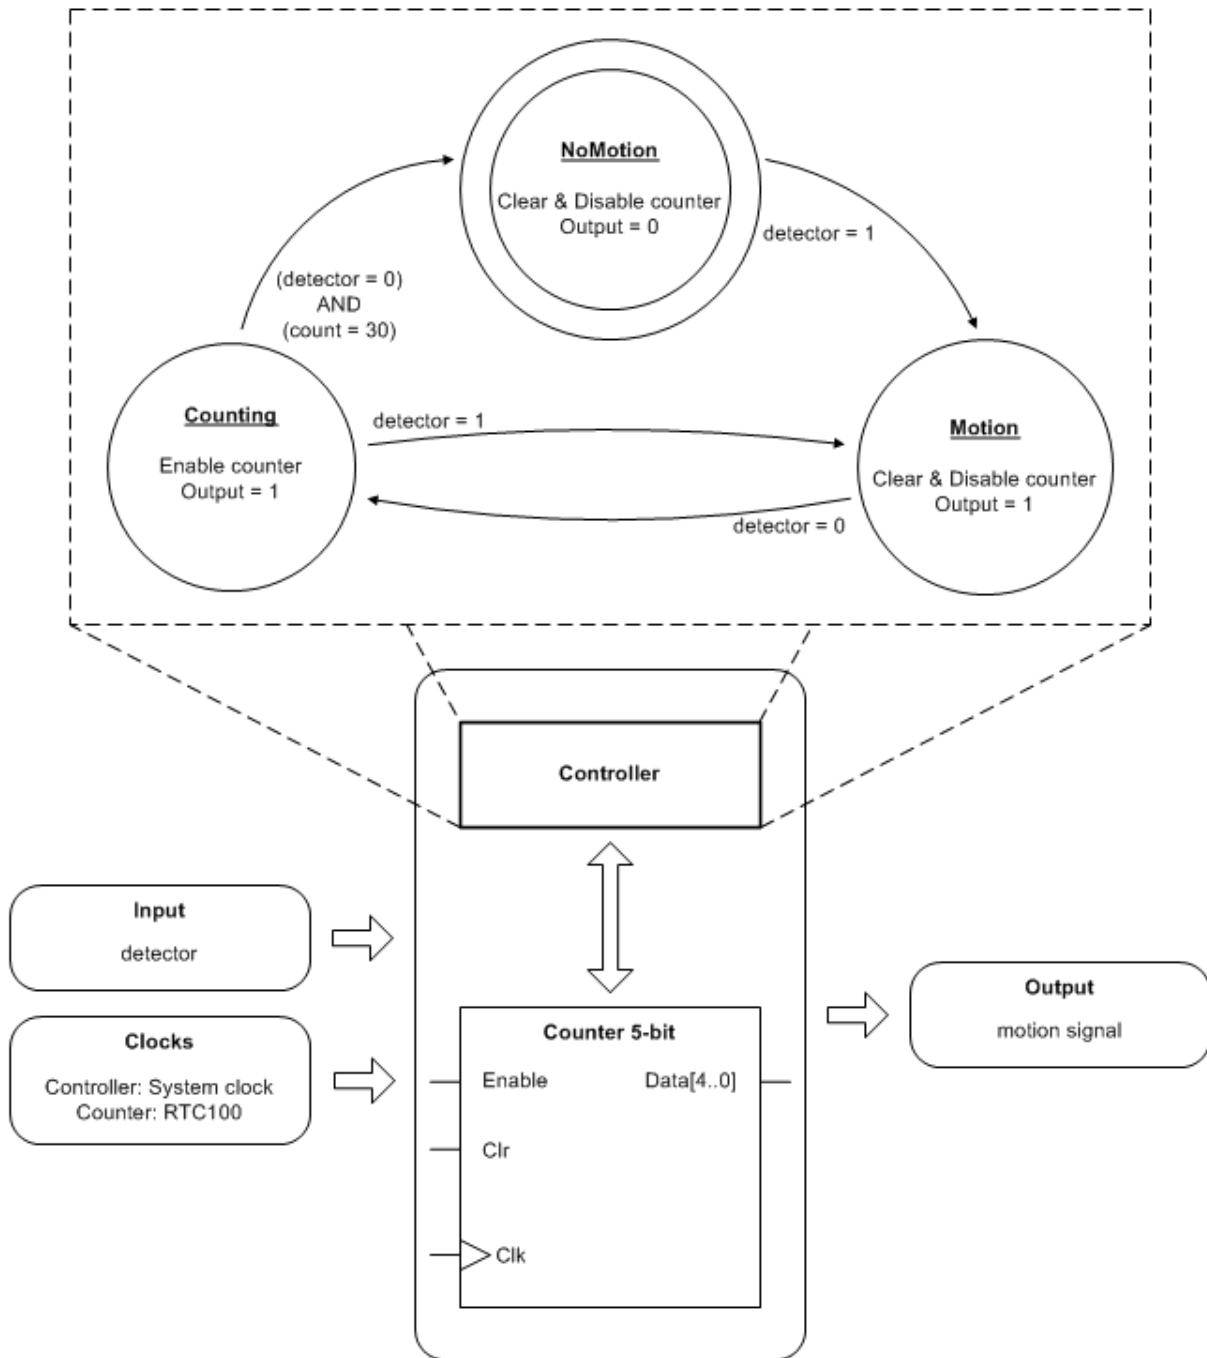 NoMotion
Clear & Disable counter
Output = 0
detector = 1
(detector = 0)
AND
(count = 30)
Counting
Enable counter
Output = 1
detector = 1
Motion
Clear & Disable counter
Output = 1
detector = 0
Controller
Input
detector
Clocks
Controller: System clock
Counter: RTC100
Counter 5-bit
Enable
Data[4..0]
Clr
Clk
Output
motion signal